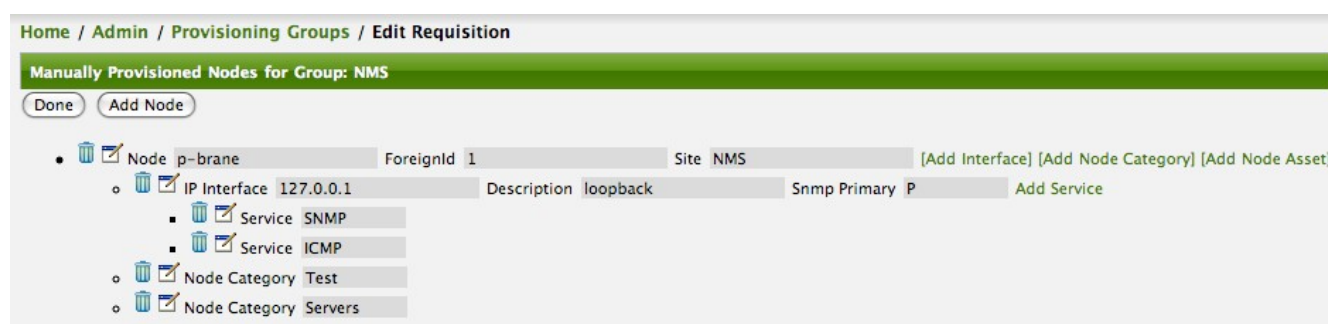 Home / Admin / Provisioning Groups / Edit Requisition
Manually Provisioned Nodes for Group: NMS
Done Add Node
Node p-brane ForeignId 1 Site NMS [Add Interface] [Add Node Category] [Add Node Asset]
IP Interface 127.0.0.1 Description loopback Snmp Primary P Add Service
Service SNMP
Service ICMP
Node Category Test
Node Category Servers